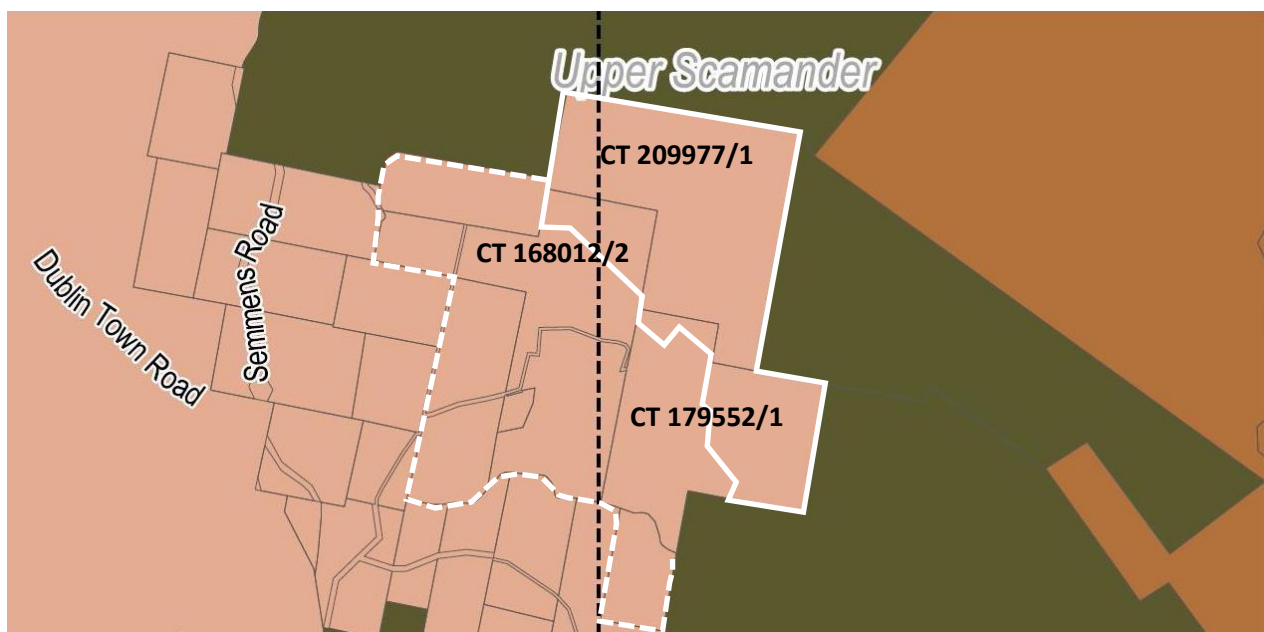 Upper Scamander
CT 209977/1
CT 168012/2
Semmens Road
Dublin Town Road
CT 179552/1